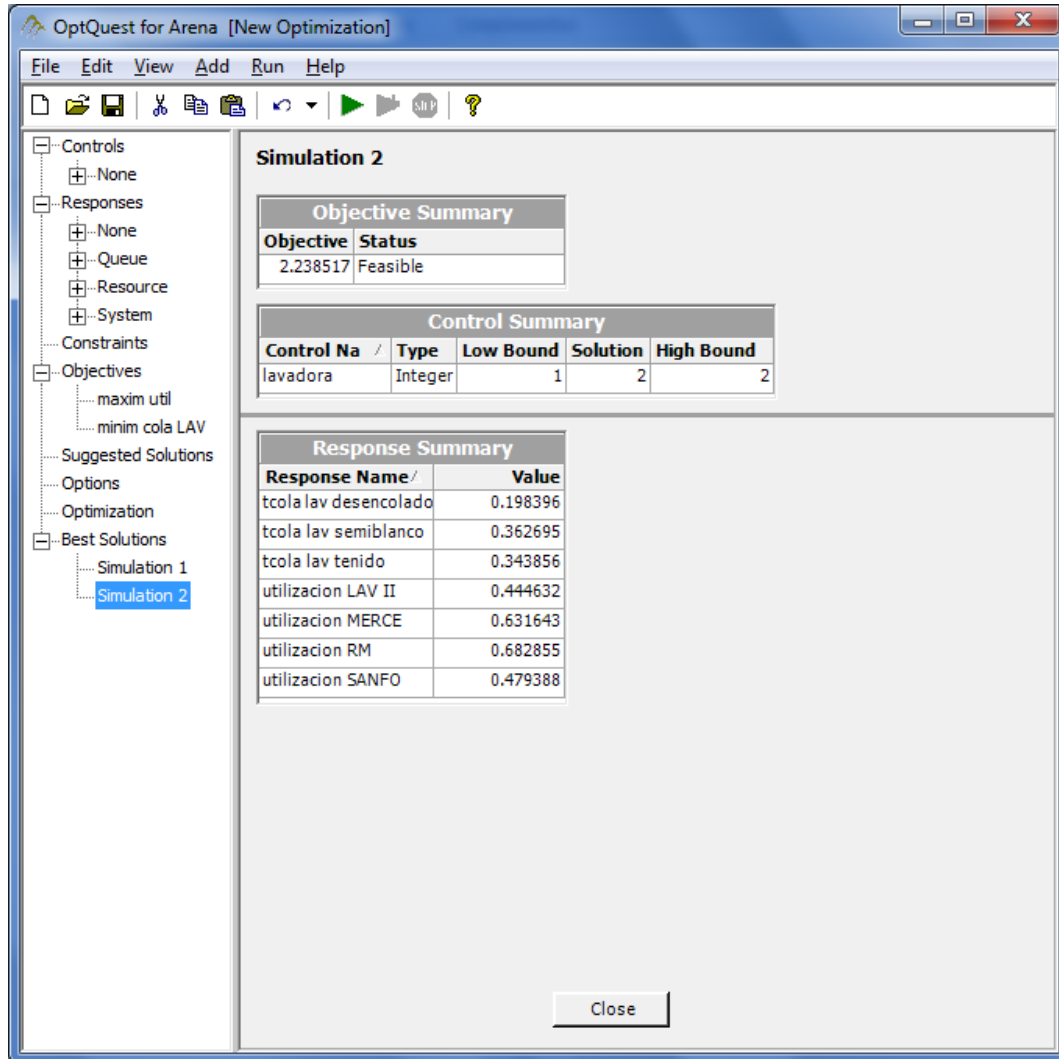 OptQuest for Arena [New Optimization]
File Edit View Add Run Help
Controls
None
Responses
None
Queue
Resource
System
Constraints
Objectives
maxim util
minim cola LAV
Suggested Solutions
Options
Optimization
Best Solutions
Simulation 1
Simulation 2
Simulation 2
Objective Summary
Objective Status
2.238517 Feasible
Control Summary
Control Na Type Low Bound Solution High Bound
lavadora Integer 1 2 2
Response Summary
Response Name Value
tcola lav desencolado 0.198396
tcola lav semiblanco 0.362695
tcola lav tenido 0.343856
utilizacion LAV II 0.444632
utilizacion MERCE 0.631643
utilizacion RM 0.682855
utilizacion SANFO 0.479388
Close